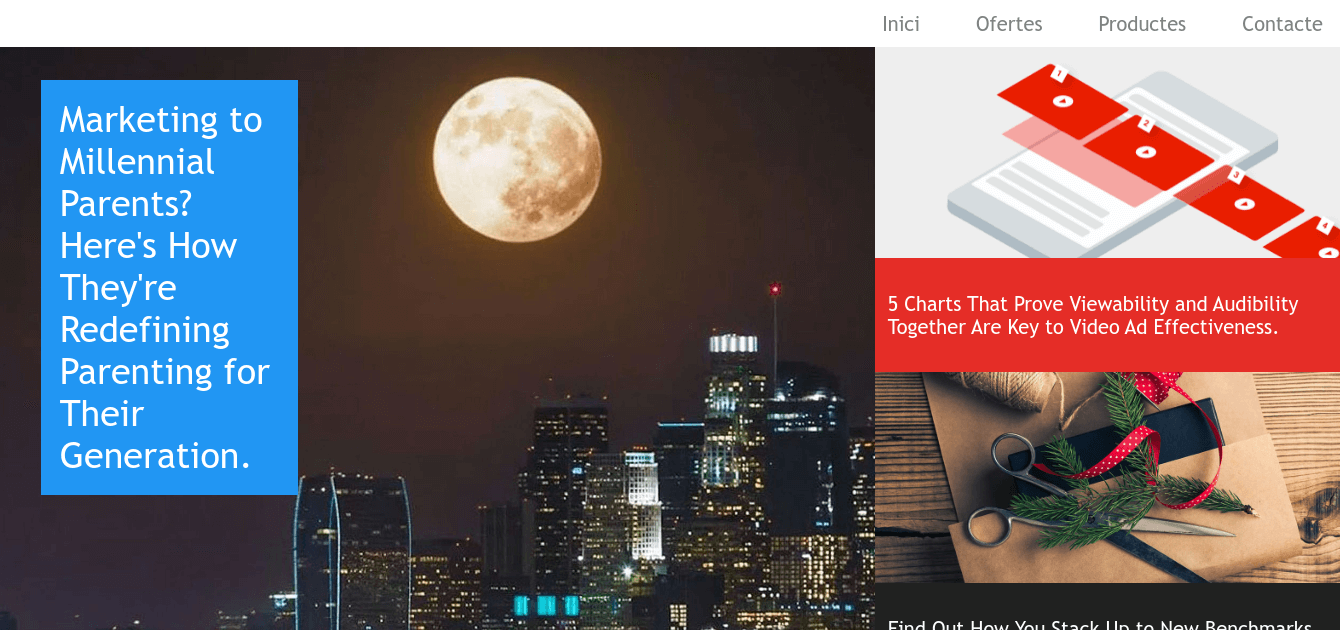 Inici Ofertes Productes Contacte
Marketing to
Millennial
Parents?
Here's How
They're
Redefining
Parenting for
Their
Generation.
1
2
3
4
5 Charts That Prove Viewability and Audibility
Together Are Key to Video Ad Effectiveness.
Find Out How You Stack Up to New Benchmarks